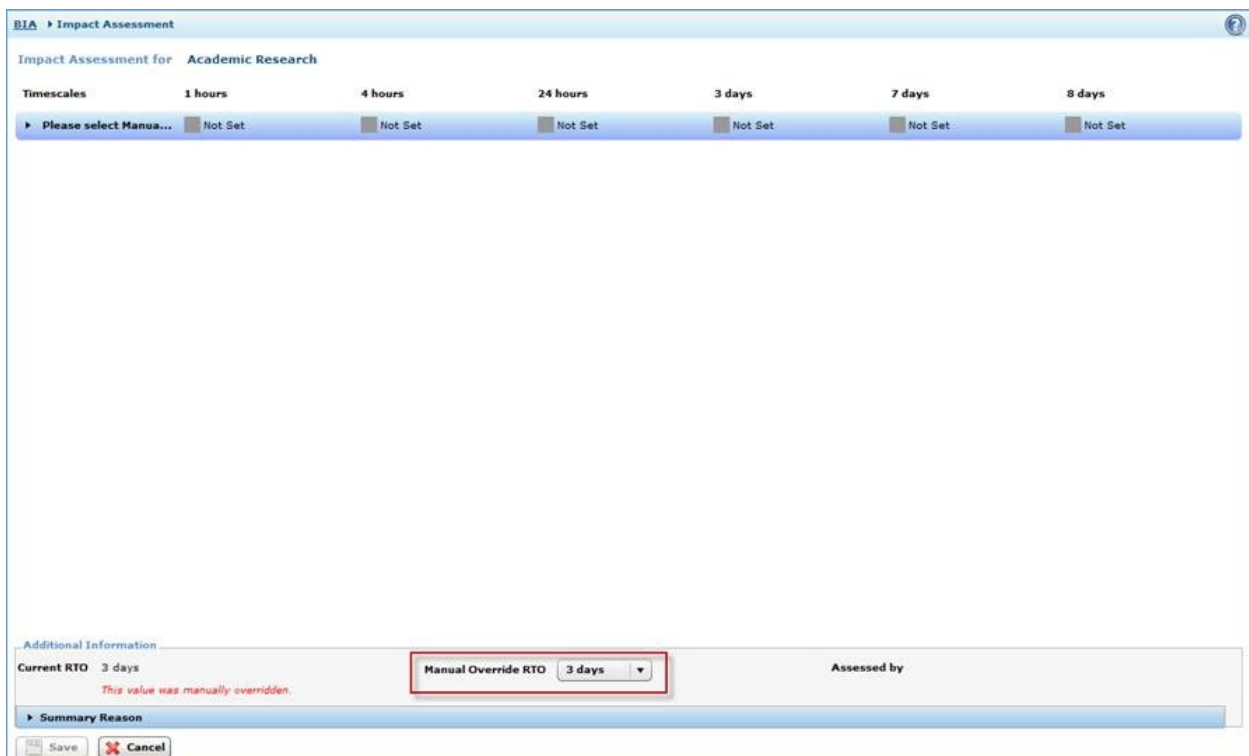 BIA Impact Assessment
Impact Assessment for Academic Research
Timescales 1 hours 4 hours 24 hours 3 days 7 days 8 days
Please select Manua... Not Set Not Set Not Set Not Set Not Set Not Set
Additional Information
Current RTO 3 days Manual Override RTO 3 days Assessed by
This value was manually overridden.
Summary Reason
Save Cancel